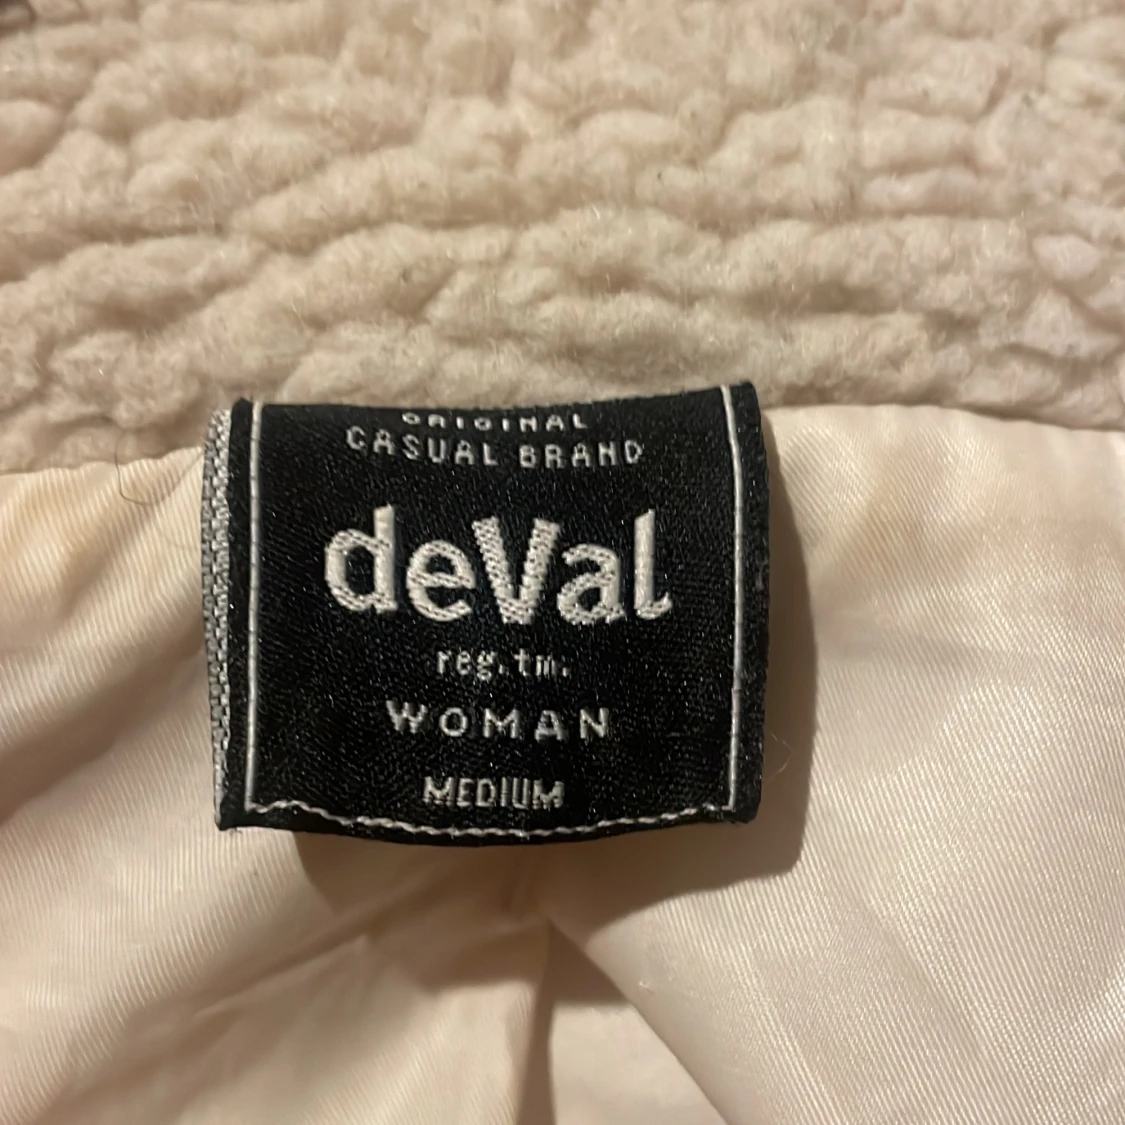 ORIGINAL
CASUAL BRAND
deVal
reg.tm.
WOMAN
MEDIUM